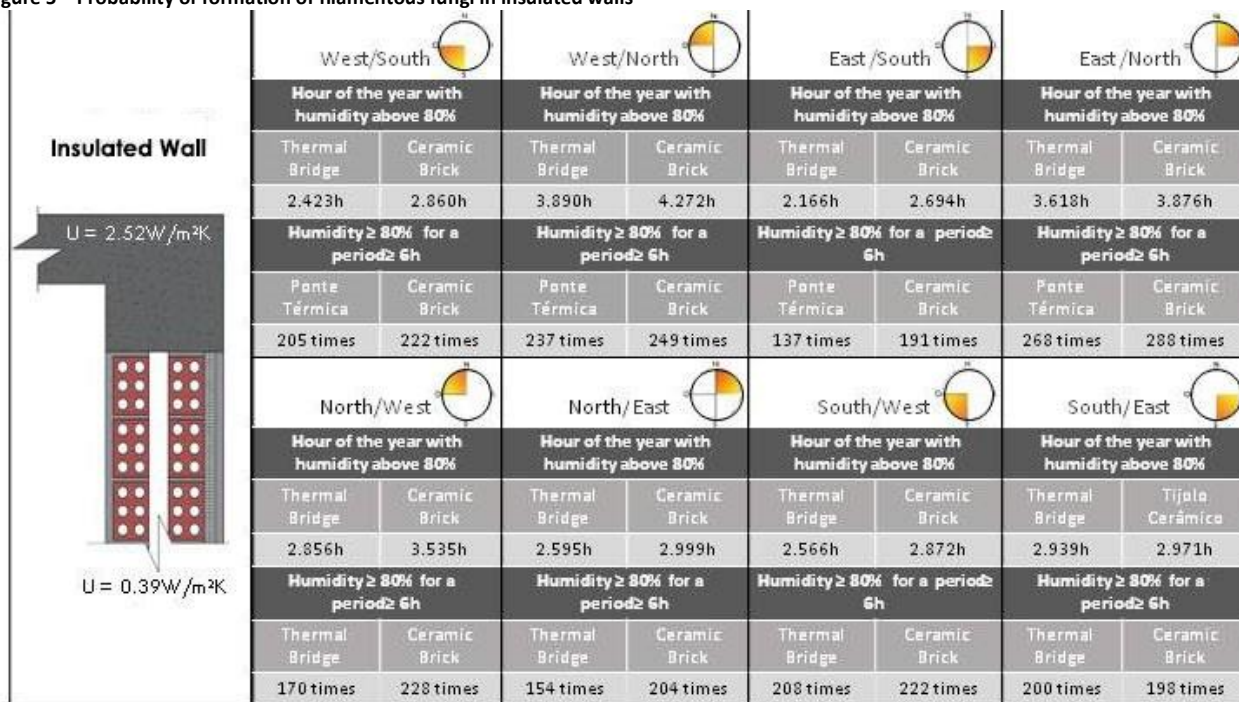 Figure 5 – Probability of formation of filamentous fungi in insulated walls
Insulated Wall
U = 2.52W/m²K
U = 0.39W/m²K
West/South
Hour of the year with
humidity above 80%
Thermal
Bridge
Ceramic
Brick
2.423h
2.860h
Humidity ≥ 80% for a
period≥ 6h
Ponte
Térmica
Ceramic
Brick
205 times
222 times
West/North
Hour of the year with
humidity above 80%
Thermal
Bridge
Ceramic
Brick
3.890h
4.272h
Humidity ≥ 80% for a
period≥ 6h
Ponte
Térmica
Ceramic
Brick
237 times
249 times
East/South
Hour of the year with
humidity above 80%
Thermal
Bridge
Ceramic
Brick
2.166h
2.694h
Humidity ≥ 80% for a period≥
6h
Ponte
Térmica
Ceramic
Brick
137 times
191 times
East/North
Hour of the year with
humidity above 80%
Thermal
Bridge
Ceramic
Brick
3.618h
3.876h
Humidity ≥ 80% for a
period≥ 6h
Ponte
Térmica
Ceramic
Brick
268 times
288 times
North/West
Hour of the year with
humidity above 80%
Thermal
Bridge
Ceramic
Brick
2.856h
3.535h
Humidity ≥ 80% for a
period≥ 6h
Thermal
Bridge
Ceramic
Brick
170 times
228 times
North/East
Hour of the year with
humidity above 80%
Thermal
Bridge
Ceramic
Brick
2.595h
2.999h
Humidity ≥ 80% for a
period≥ 6h
Thermal
Bridge
Ceramic
Brick
154 times
204 times
South/West
Hour of the year with
humidity above 80%
Thermal
Bridge
Ceramic
Brick
2.566h
2.872h
Humidity ≥ 80% for a period≥
6h
Thermal
Bridge
Ceramic
Brick
208 times
222 times
South/East
Hour of the year with
humidity above 80%
Thermal
Bridge
Tijolo
Cerâmico
2.939h
2.971h
Humidity ≥ 80% for a
period≥ 6h
Thermal
Bridge
Ceramic
Brick
200 times
198 times